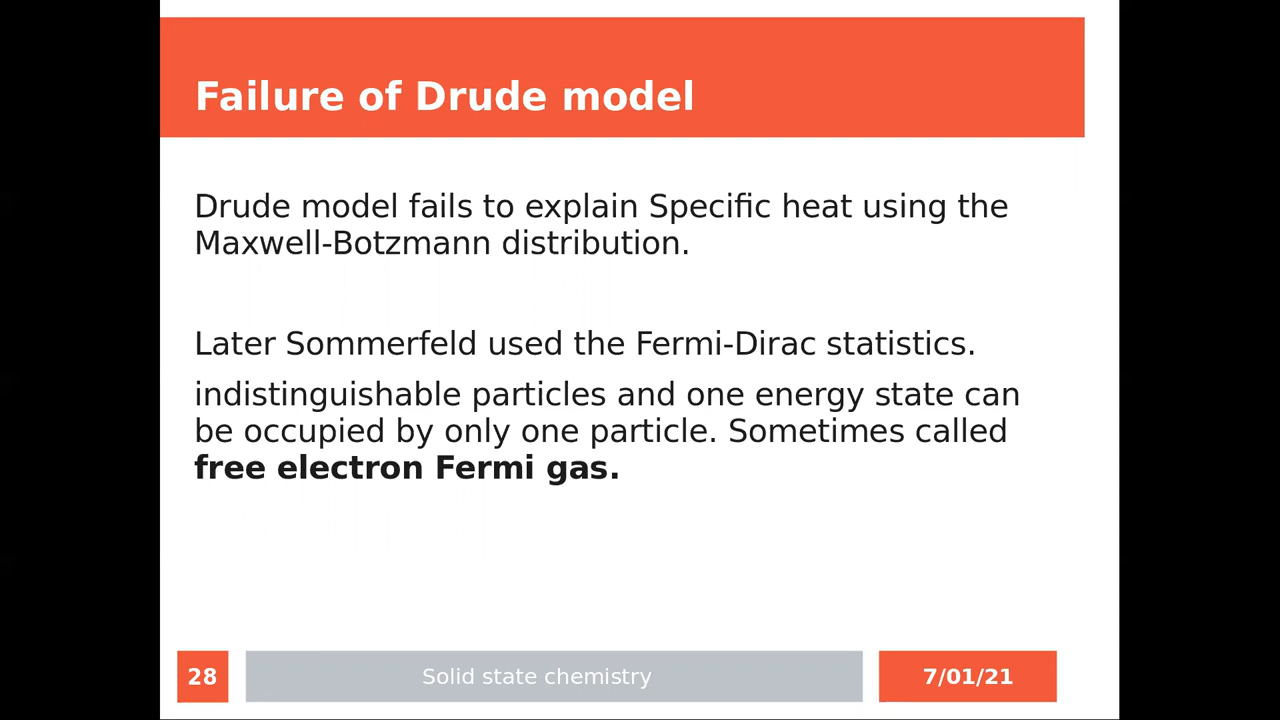 Failure of Drude model
Drude model fails to explain Specific heat using the
Maxwell-Botzmann distribution.
Later Sommerfeld used the Fermi-Dirac statistics.
indistinguishable particles and one energy state can
be occupied by only one particle. Sometimes called
free electron Fermi gas.
28
Solid state chemistry
7/01/21